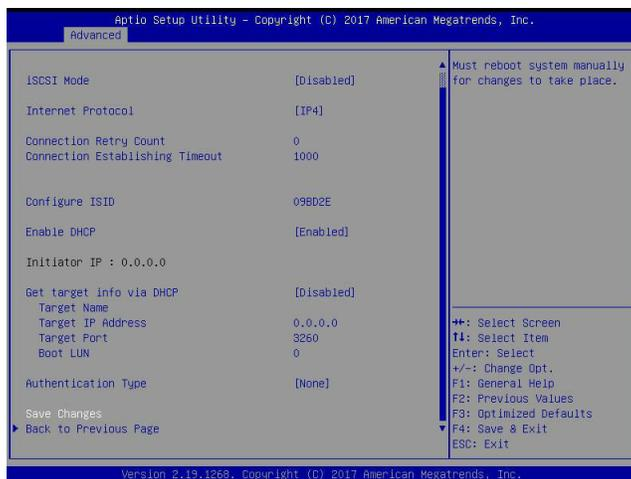 Aptio Setup Utility – Copyright (C) 2017 American Megatrends, Inc.
Advanced
iSCSI Mode [Disabled]
Internet Protocol [IP4]
Connection Retry Count 0
Connection Establishing Timeout 1000
Configure ISID 09BD2E
Enable DHCP [Enabled]
Initiator IP : 0.0.0.0
Get target info via DHCP [Disabled]
Target Name
Target IP Address 0.0.0.0
Target Port 3260
Boot LUN 0
Authentication Type [None]
Save Changes
Back to Previous Page
Must reboot system manually
for changes to take place.
→←: Select Screen
↑↓: Select Item
Enter: Select
+/-: Change Opt.
F1: General Help
F2: Previous Values
F3: Optimized Defaults
F4: Save & Exit
ESC: Exit
Version 2.19.1268. Copyright (C) 2017 American Megatrends, Inc.